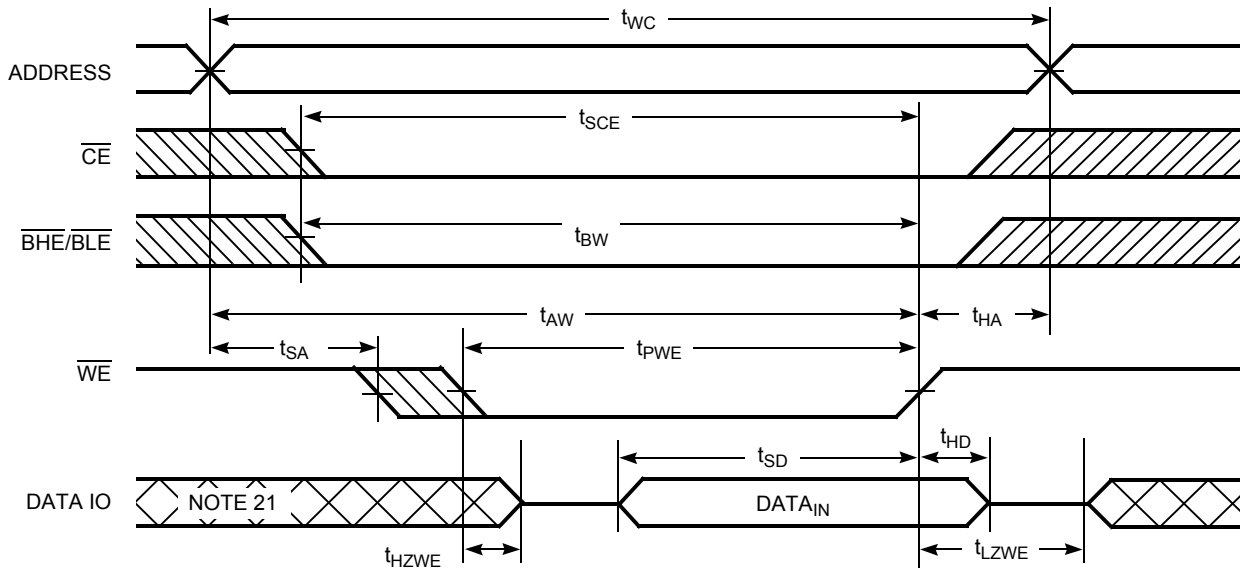 tWC
ADDRESS
tSCE
CE
tBW
BHE/BLE
tAW
tHA
tSA
tPWE
WE
tHD
tSD
DATA IO
NOTE 21
DATAIN
tHZWE
tLZWE